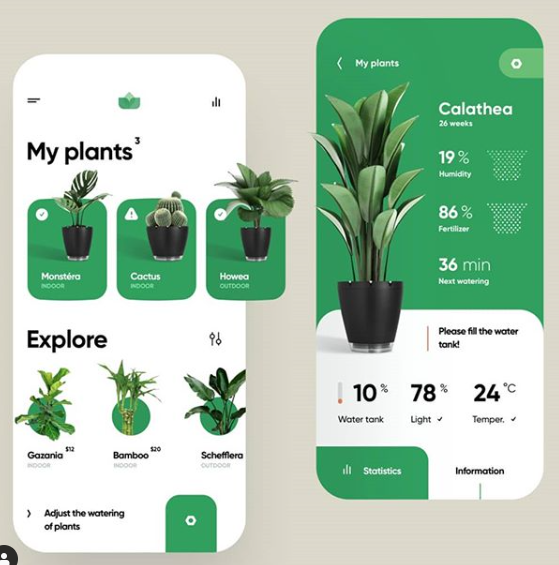 My plants 3
Monstéra
INDOOR
Cactus
INDOOR
Howea
OUTDOOR
Explore
Gazania $12
INDOOR
Bamboo $20
INDOOR
Schefflera
OUTDOOR
Adjust the watering
of plants
My plants
Calathea
26 weeks
19 %
Humidity
86 %
Fertilizer
36 min
Next watering
Please fill the water
tank!
10 %
Water tank
78 %
Light
24 °C
Temper.
Statistics
Information